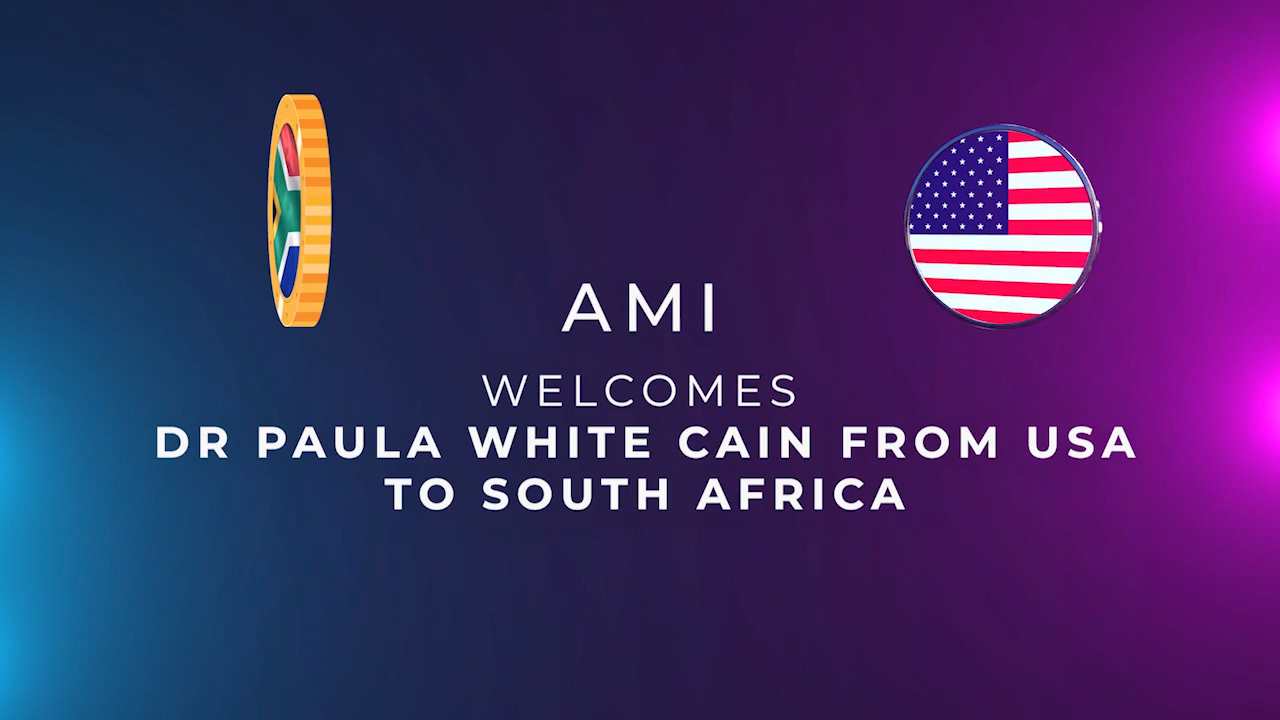 AMI
WELCOMES
DR PAULA WHITE CAIN FROM USA
TO SOUTH AFRICA